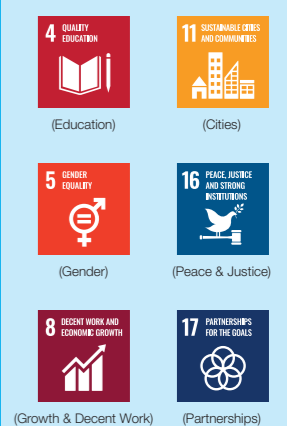 4 QUALITY
EDUCATION
(Education)
11 SUSTAINABLE CITIES
AND COMMUNITIES
(Cities)
5 GENDER
EQUALITY
(Gender)
16 PEACE, JUSTICE
AND STRONG
INSTITUTIONS
(Peace & Justice)
8 DECENT WORK AND
ECONOMIC GROWTH
(Growth & Decent Work)
17 PARTNERSHIPS
FOR THE GOALS
(Partnerships)